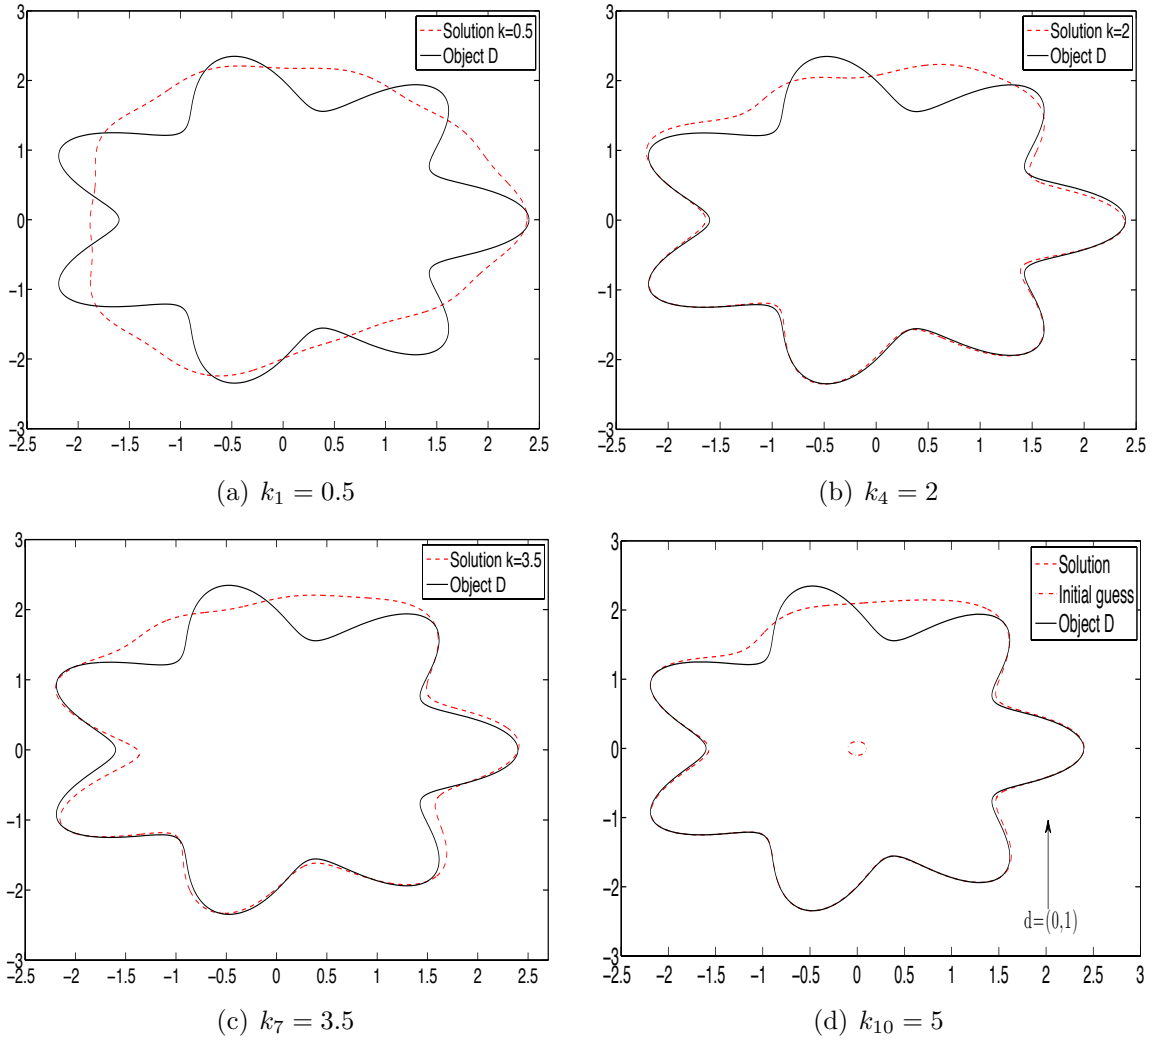 3
2
1
0
−1
−2
−3
−2.5 −2 −1.5 −1 −0.5 0 0.5 1 1.5 2 2.5
Solution k=0.5
Object D
(a) k₁ = 0.5
3
2
1
0
−1
−2
−3
−2.5 −2 −1.5 −1 −0.5 0 0.5 1 1.5 2 2.5
Solution k=2
Object D
(b) k₄ = 2
3
2
1
0
−1
−2
−3
−2.5 −2 −1.5 −1 −0.5 0 0.5 1 1.5 2 2.5
Solution k=3.5
Object D
(c) k₇ = 3.5
3
2
1
0
−1
−2
−3
−2.5 −2 −1.5 −1 −0.5 0 0.5 1 1.5 2 2.5 3
Solution
Initial guess
Object D
d=(0,1)
(d) k₁₀ = 5